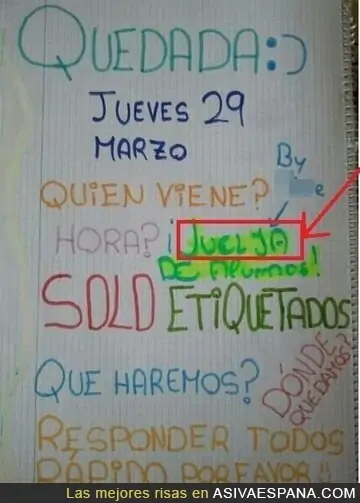 QUEDADA:)
JUEVES 29
MARZO
By
QUIEN VIENE?
HORA? ¡JUELJA
DE Alumnos!
SOLO ETIQUETADOS
DÓNDE
QUEDAMOS?
QUE HAREMOS?
RESPONDER TODOS
RÁPIDO POR FAVOR
Las mejores risas en ASIVAESPANA.COM